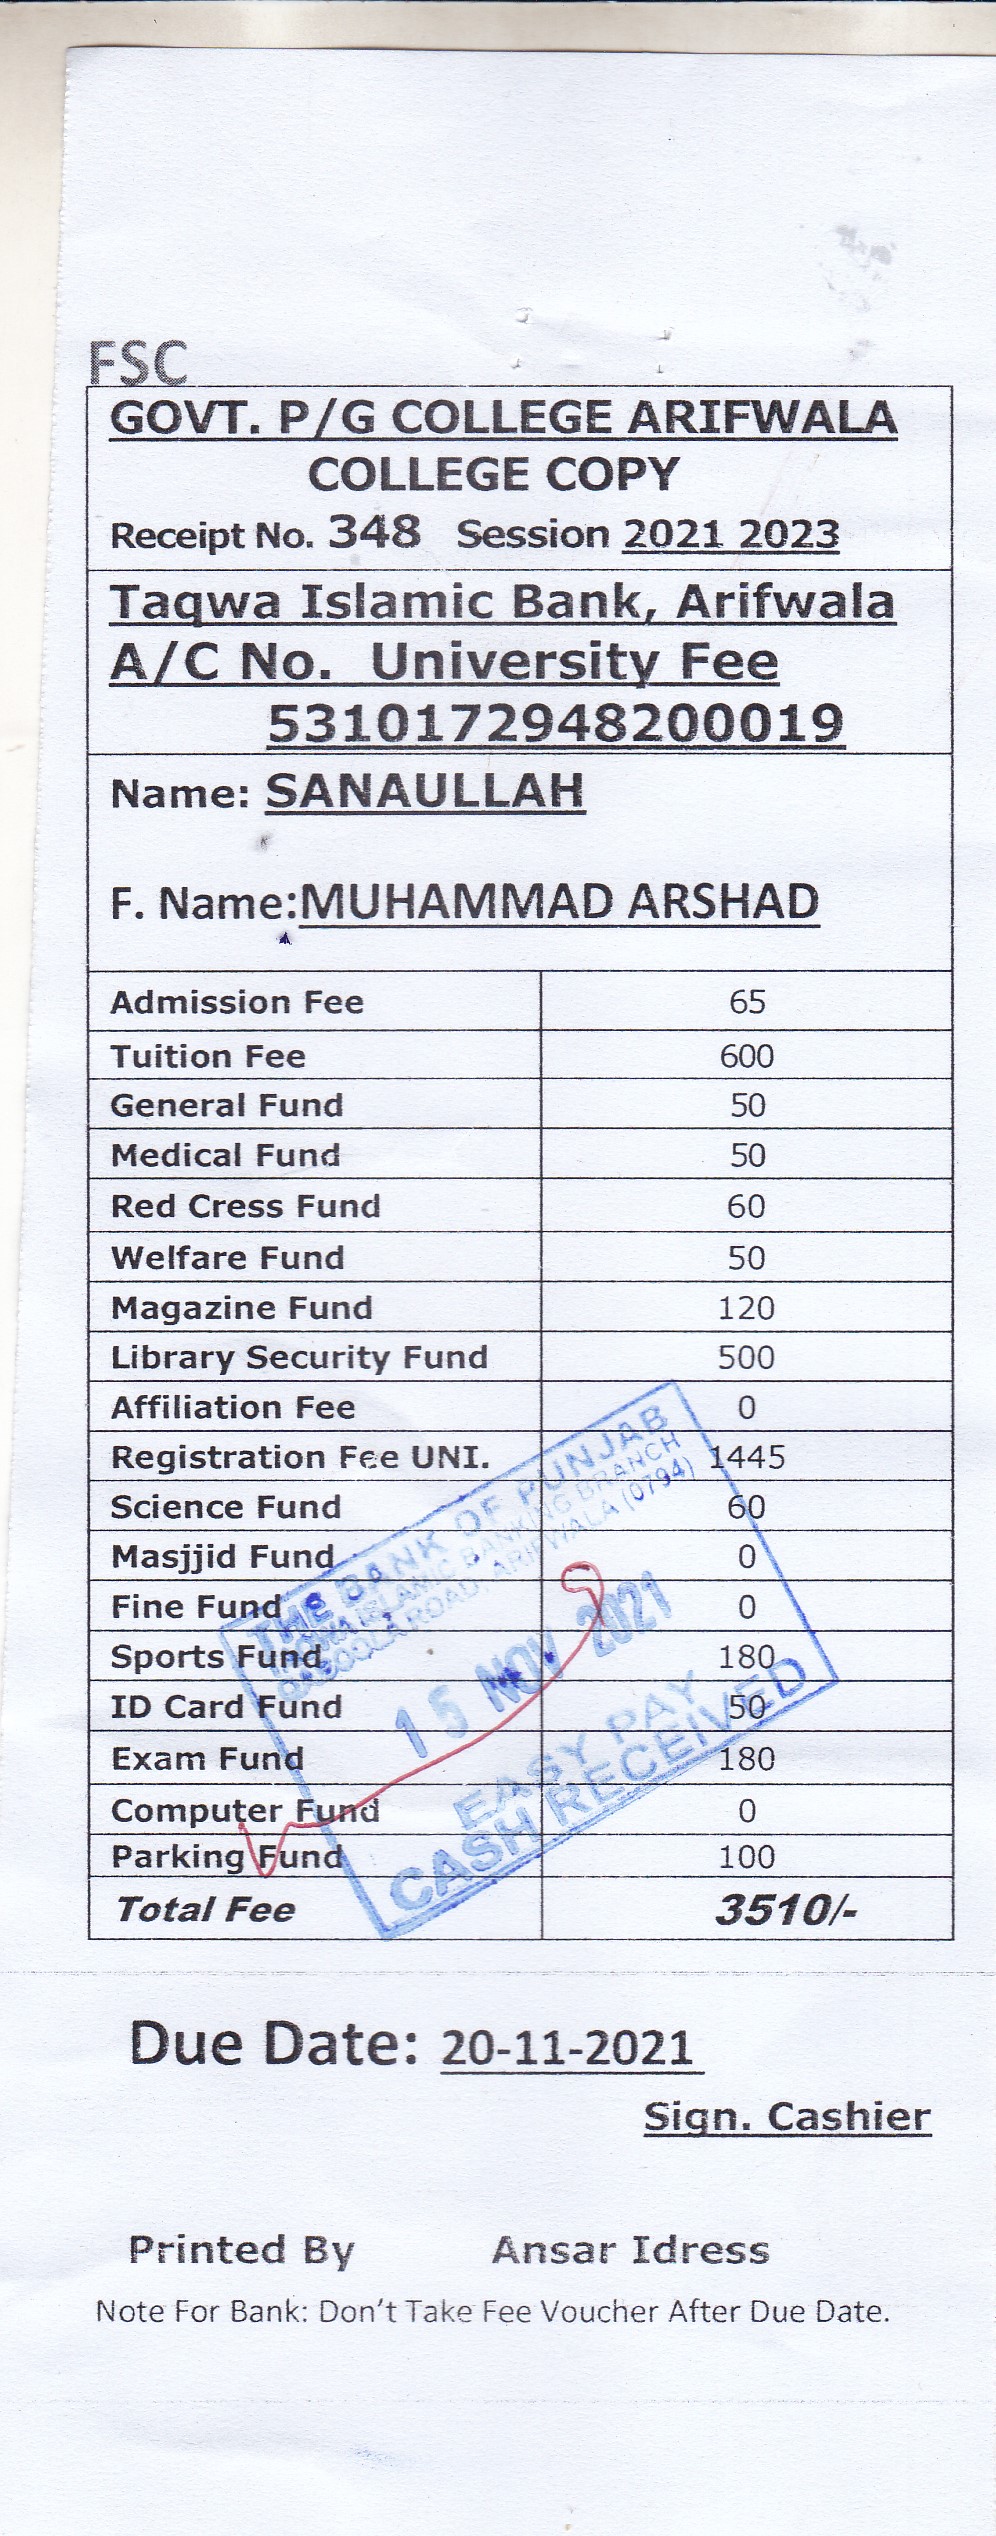 FSC
GOVT. P/G COLLEGE ARIFWALA
COLLEGE COPY
Receipt No. 348 Session 2021 2023
Taqwa Islamic Bank, Arifwala
A/C No. University Fee
5310172948200019
Name: SANAULLAH
F. Name:MUHAMMAD ARSHAD
Admission Fee 65
Tuition Fee 600
General Fund 50
Medical Fund 50
Red Cress Fund 60
Welfare Fund 50
Magazine Fund 120
Library Security Fund 500
Affiliation Fee 0
Registration Fee UNI. 1445
Science Fund 60
Masjjid Fund 0
Fine Fund 0
Sports Fund 180
ID Card Fund 50
Exam Fund 180
Computer Fund 0
Parking Fund 100
Total Fee 3510/-
THE BANK OF PUNJAB
TAQWA ISLAMIC BANKING BRANCH
ROAD, ARIFWALA (0794)
15 NOV 2021
EASY PAY
CASH RECEIVED
Due Date: 20-11-2021
Sign. Cashier
Printed By Ansar Idress
Note For Bank: Don't Take Fee Voucher After Due Date.